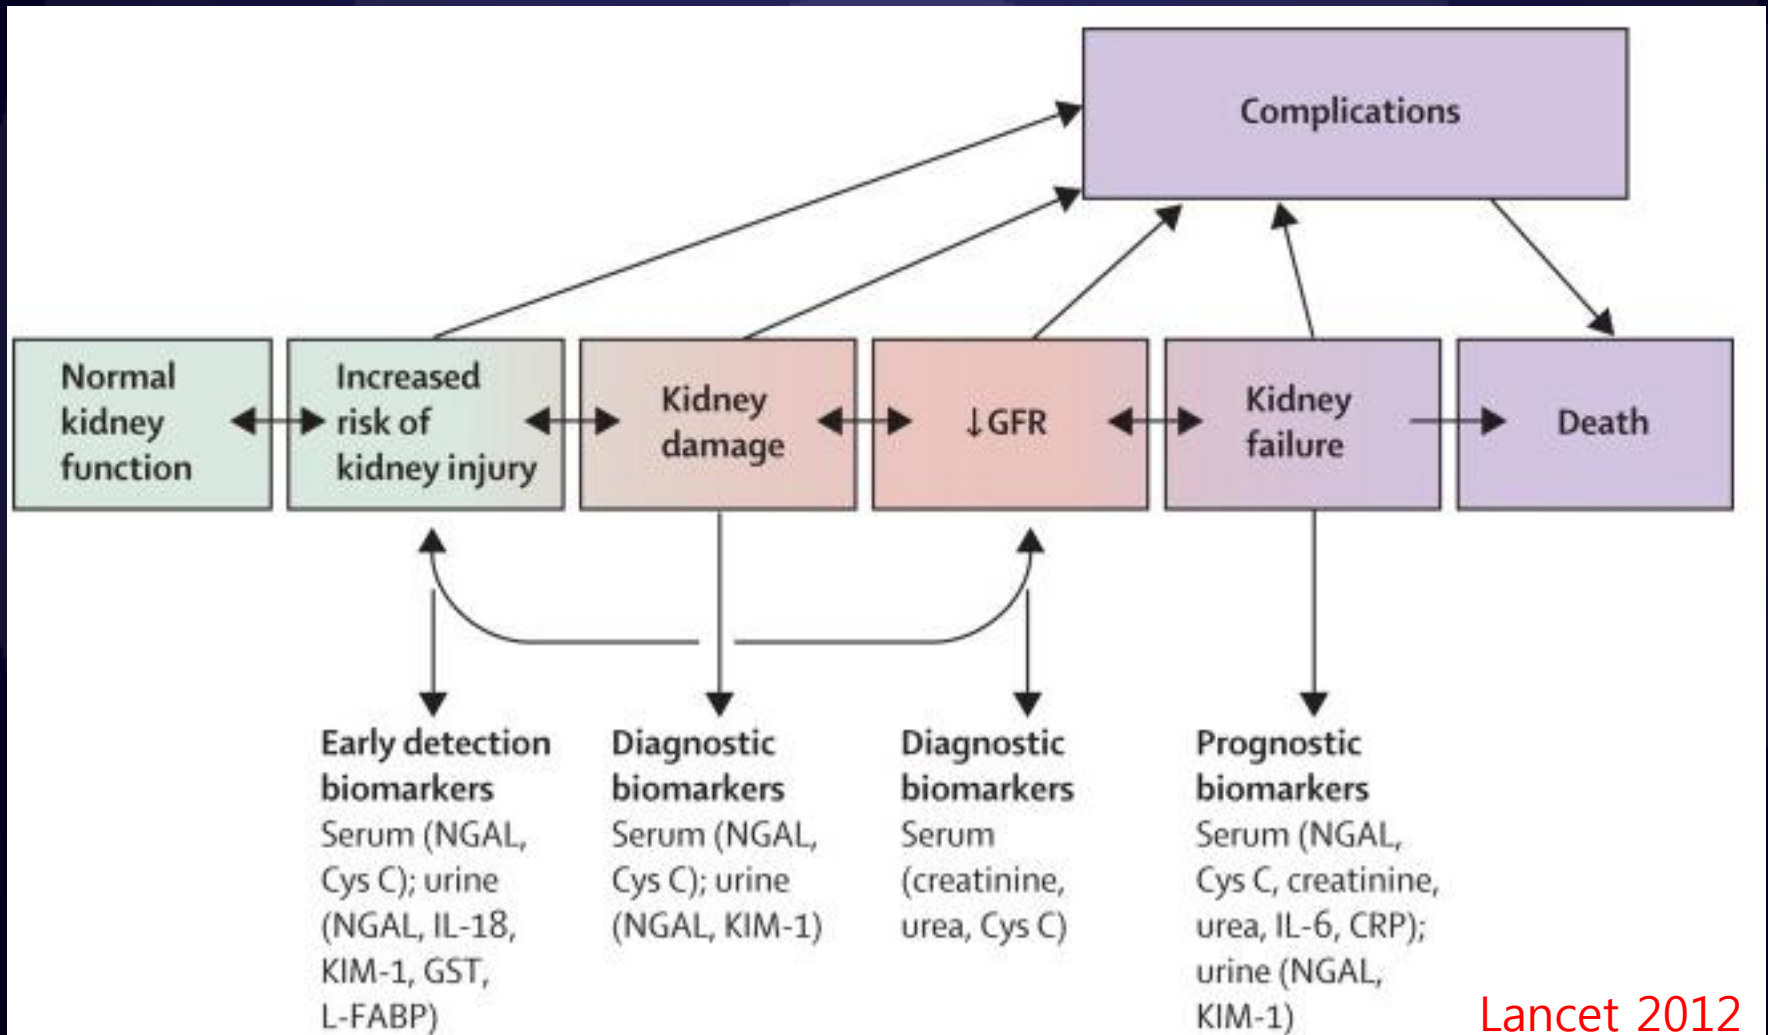 Complications
Normal
kidney
function
Increased
risk of
kidney injury
Kidney
damage
↓GFR
Kidney
failure
Death
Early detection
biomarkers
Serum (NGAL,
Cys C); urine
(NGAL, IL-18,
KIM-1, GST,
L-FABP)
Diagnostic
biomarkers
Serum (NGAL,
Cys C); urine
(NGAL, KIM-1)
Diagnostic
biomarkers
Serum
(creatinine,
urea, Cys C)
Prognostic
biomarkers
Serum (NGAL,
Cys C, creatinine,
urea, IL-6, CRP);
urine (NGAL,
KIM-1)
Lancet 2012